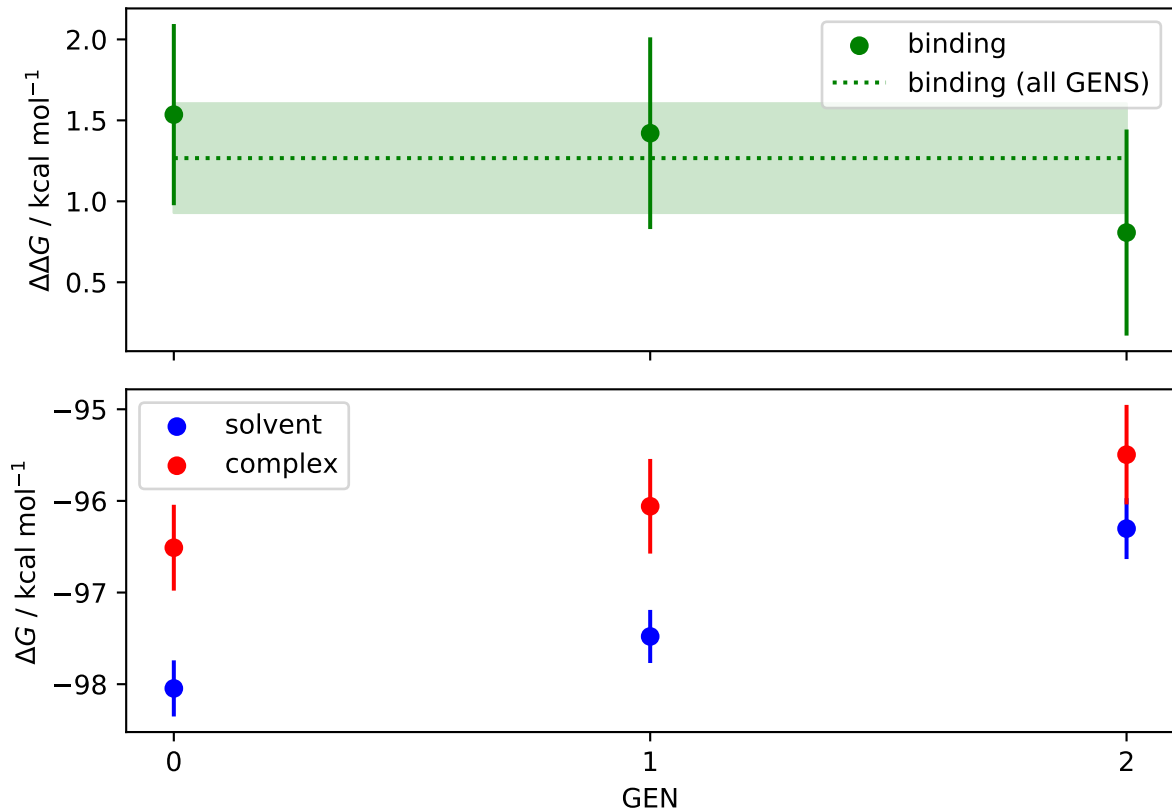 2.0
1.5
1.0
0.5
ΔΔG / kcal mol⁻¹
binding
binding (all GENS)
−95
−96
−97
−98
ΔG / kcal mol⁻¹
solvent
complex
0
1
2
GEN